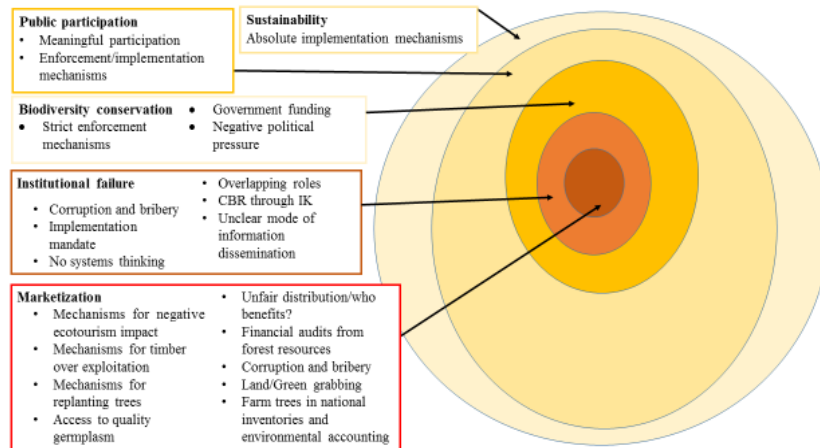 Public participation
• Meaningful participation
• Enforcement/implementation
mechanisms
Sustainability
Absolute implementation mechanisms
Biodiversity conservation
• Strict enforcement
mechanisms
• Government funding
• Negative political
pressure
Institutional failure
• Corruption and bribery
• Implementation
mandate
• No systems thinking
• Overlapping roles
• CBR through IK
• Unclear mode of
information
dissemination
Marketization
• Mechanisms for negative
ecotourism impact
• Mechanisms for timber
over exploitation
• Mechanisms for
replanting trees
• Access to quality
germplasm
• Unfair distribution/who
benefits?
• Financial audits from
forest resources
• Corruption and bribery
• Land/Green grabbing
• Farm trees in national
inventories and
environmental accounting